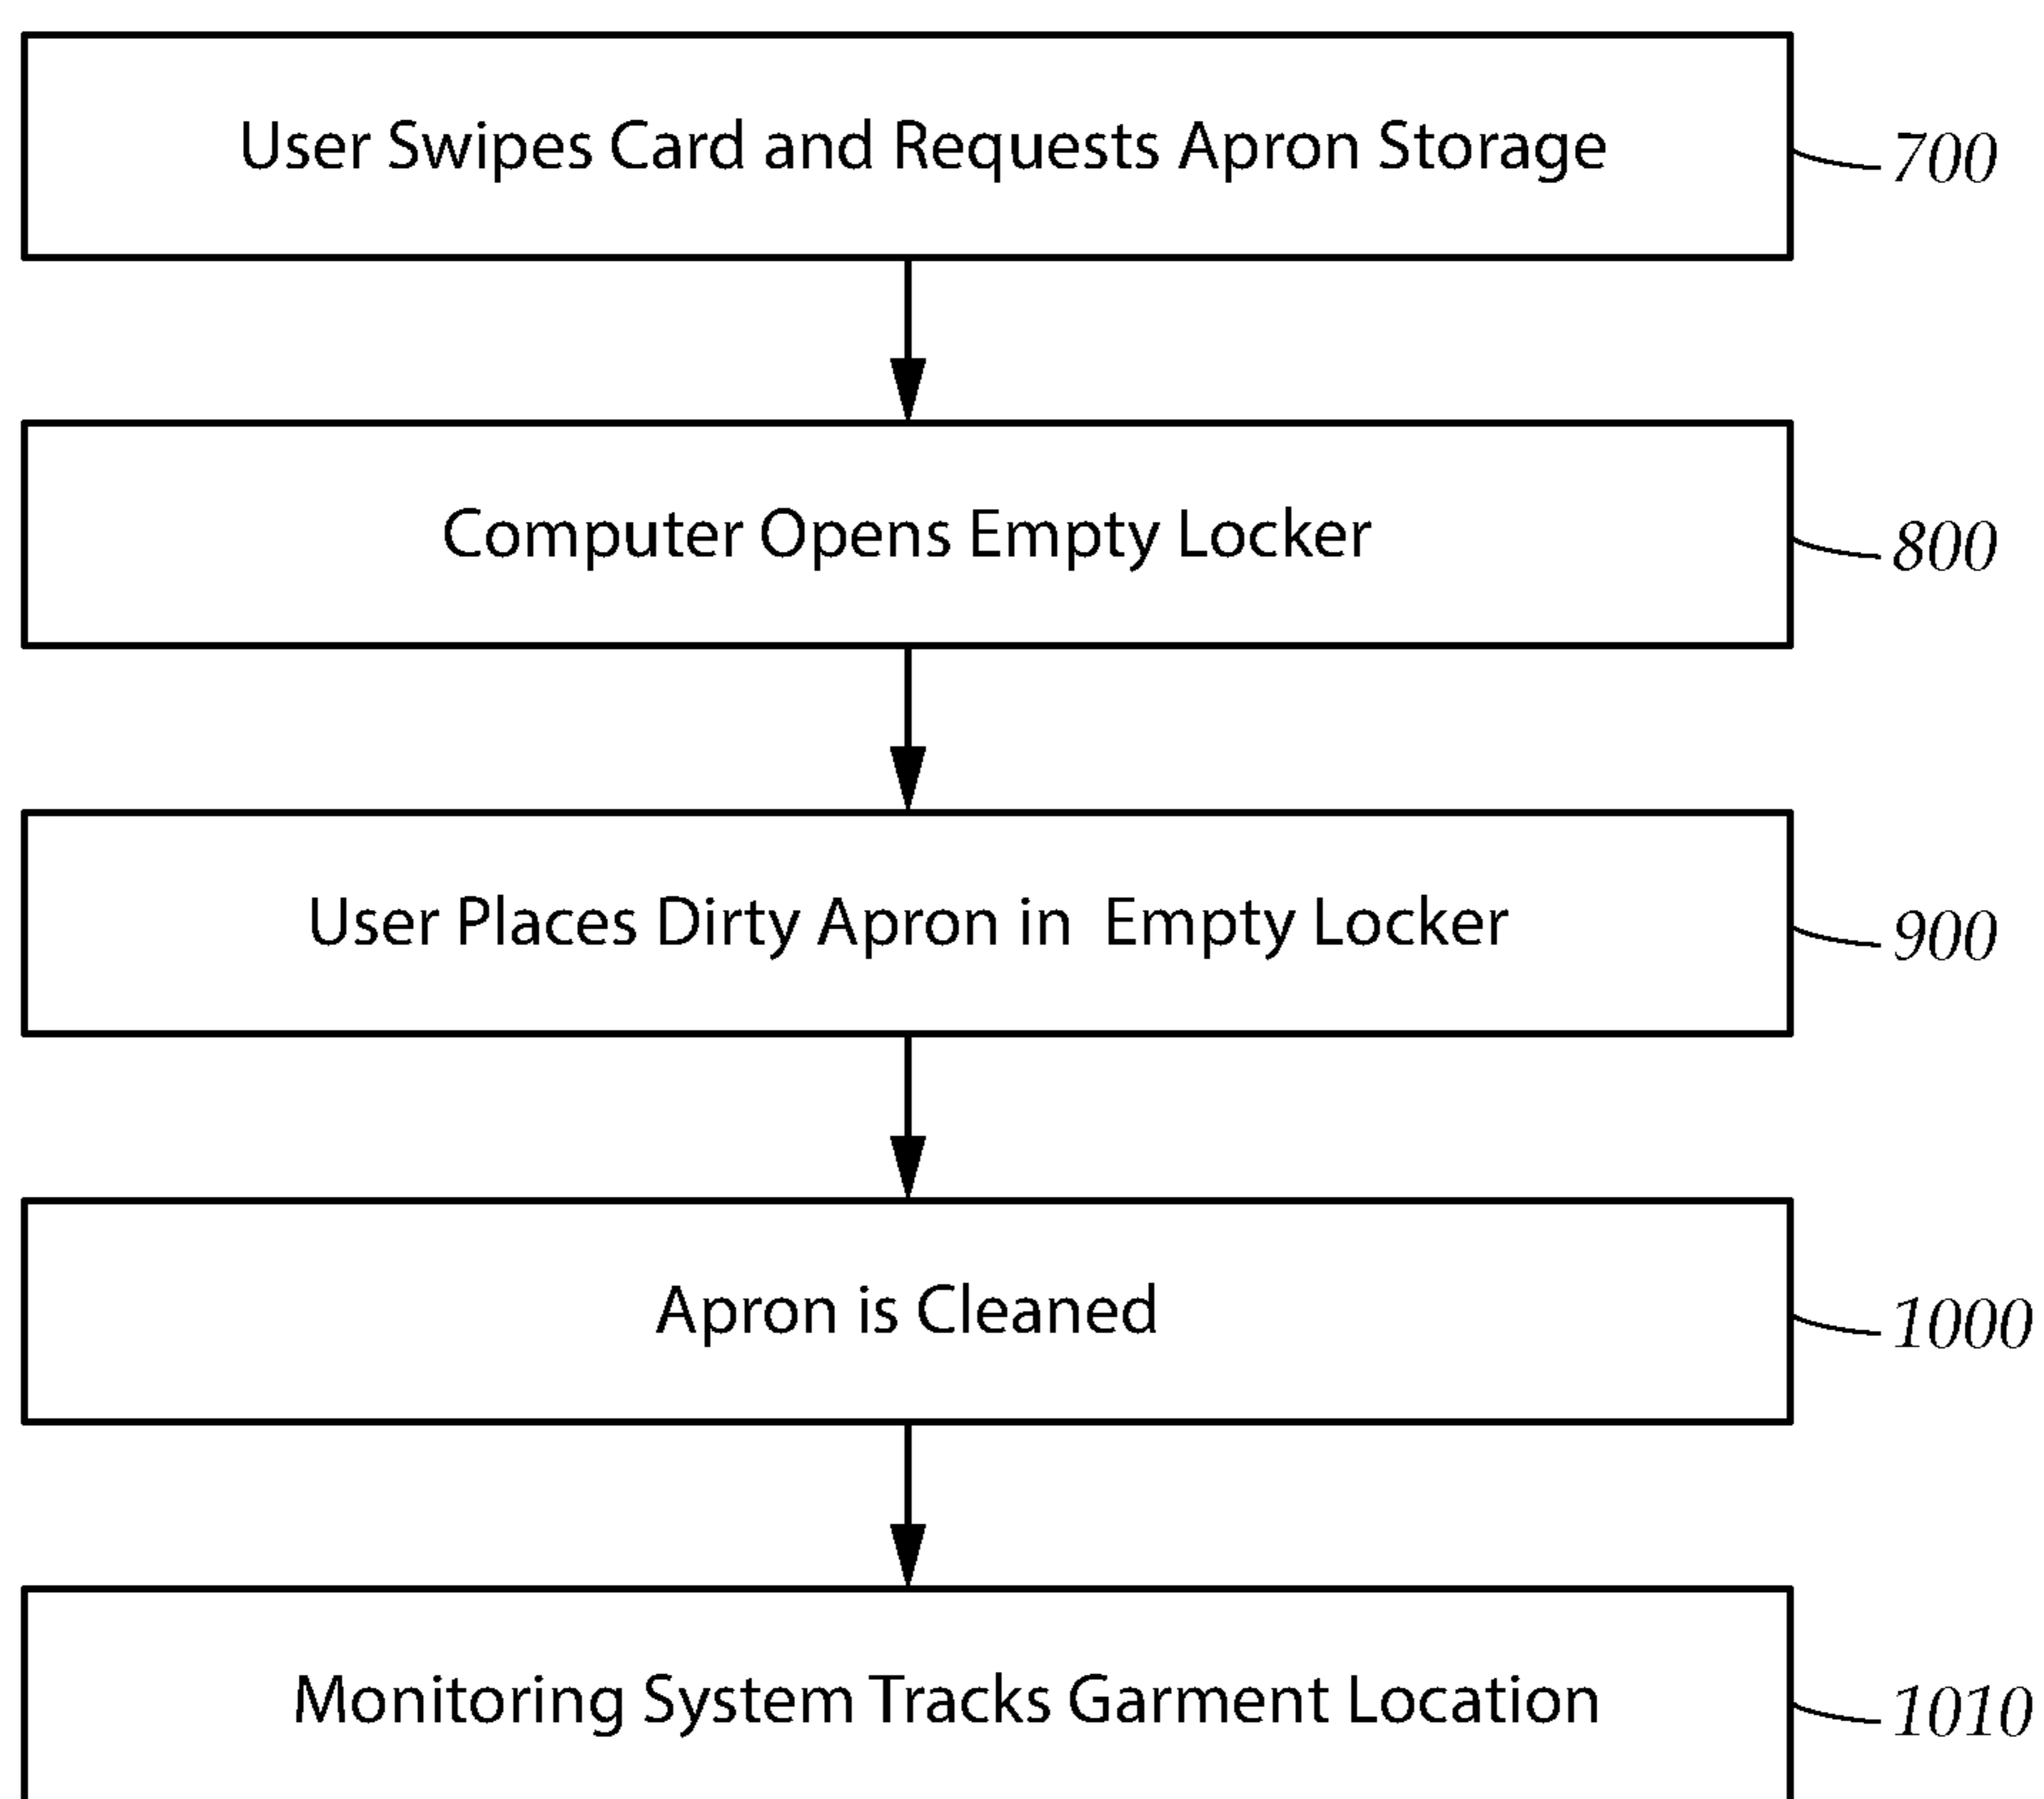 User Swipes Card and Requests Apron Storage
700
Computer Opens Empty Locker
800
User Places Dirty Apron in Empty Locker
900
Apron is Cleaned
1000
Monitoring System Tracks Garment Location
1010